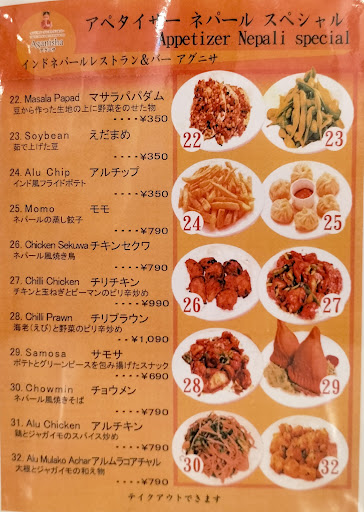 アペタイザー ネパール スペシャル
Appetizer Nepali special
インドネパールレストラン&バー アグニサ
22. Masala Papad マサラパパダム
豆から作った生地の上に野菜をのせた物
････¥350
23. Soybean えだまめ
茹で上げた豆
････¥350
24. Alu Chip アルチップ
インド風フライドポテト
････¥350
25. Momo モモ
ネパールの蒸し餃子
････¥790
26. Chicken Sekuwa チキンセクワ
ネパール風焼き鳥
････¥790
27. Chilli Chicken チリチキン
チキンと玉ねぎとピーマンのピリ辛炒め
････¥990
28. Chilli Prawn チリプラウン
海老(えび)と野菜のピリ辛炒め
･･¥1,090
29. Samosa サモサ
ポテトとグリーンピースを包み揚げたスナック
････¥690
30. Chowmin チョウメン
ネパール風焼きそば
････¥790
31. Alu Chicken アルチキン
鶏とジャガイモのスパイス炒め
････¥790
32. Alu Mulako Achar アルムラコアチャル
大根とジャガイモの和え物
････¥790
22
23
24
25
26
27
28
29
30
32
テイクアウトできます